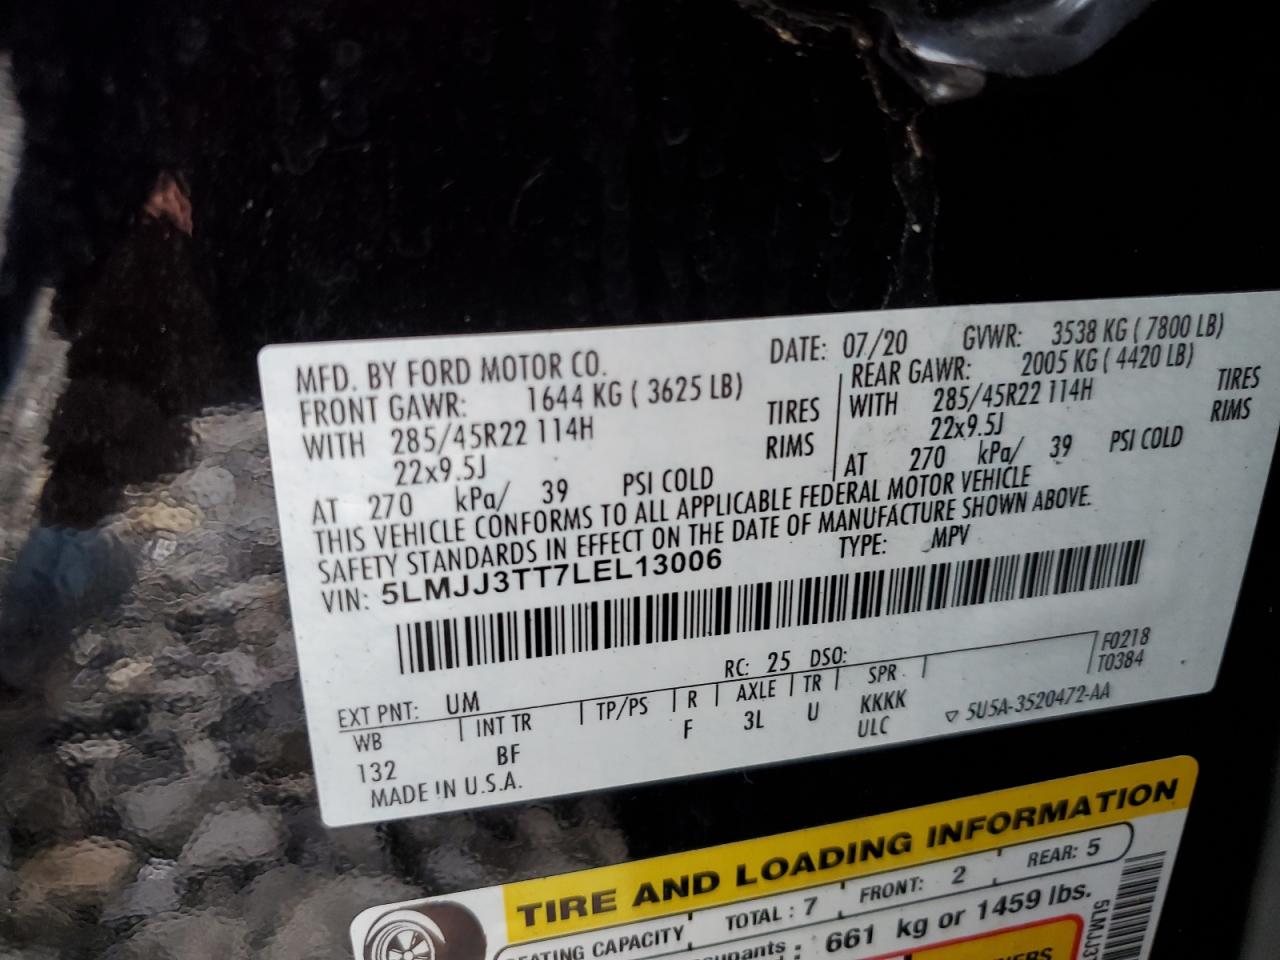 MFD. BY FORD MOTOR CO. DATE: 07/20 GVWR: 3538 KG ( 7800 LB)
FRONT GAWR: 1644 KG ( 3625 LB) REAR GAWR: 2005 KG ( 4420 LB)
WITH 285/45R22 114H TIRES WITH 285/45R22 114H TIRES
22x9.5J RIMS 22x9.5J RIMS
AT 270 kPa/ 39 PSI COLD AT 270 kPa/ 39 PSI COLD
THIS VEHICLE CONFORMS TO ALL APPLICABLE FEDERAL MOTOR VEHICLE
SAFETY STANDARDS IN EFFECT ON THE DATE OF MANUFACTURE SHOWN ABOVE.
VIN: 5LMJJ3TT7LEL13006 TYPE: MPV
F0218
T0384
EXT PNT: UM RC: 25 DSO:
WB INT TR TP/PS R AXLE TR SPR
132 BF F 3L U KKKK
ULC
MADE IN U.S.A. 5U5A-3520472-AA
TIRE AND LOADING INFORMATION
SEATING CAPACITY TOTAL : 7 FRONT: 2 REAR: 5
661 kg or 1459 lbs.